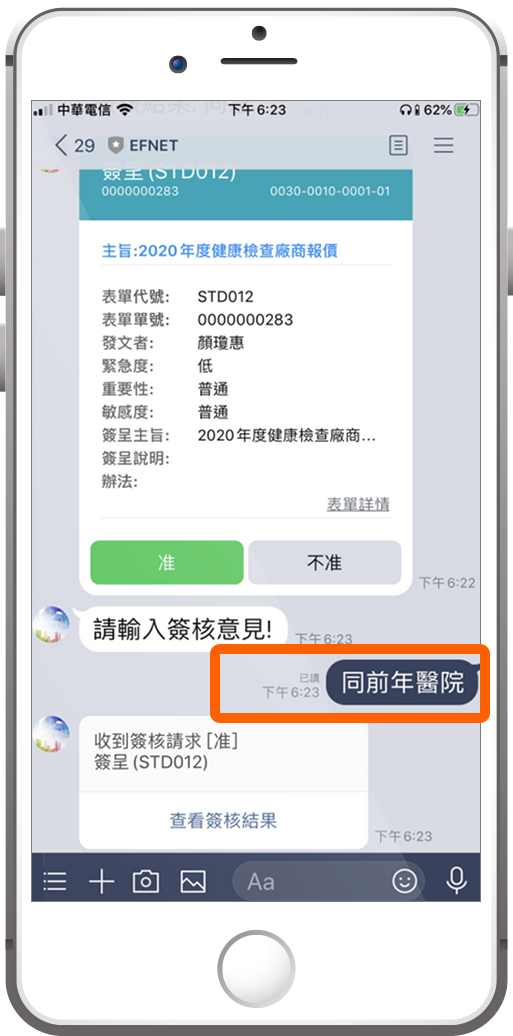 中華電信
下午6:23
62%
29
EFNET
簽呈 (STD012)
0000000283
0030-0010-0001-01
主旨:2020年度健康檢查廠商報價
表單代號: STD012
表單單號: 0000000283
發文者: 顏瓊惠
緊急度: 低
重要性: 普通
敏感度: 普通
簽呈主旨: 2020年度健康檢查廠商...
簽呈說明:
辦法:
表單詳情
准
不准
下午6:22
請輸入簽核意見!
下午6:23
已讀
下午6:23
同前年醫院
收到簽核請求 [准]
簽呈 (STD012)
查看簽核結果
下午6:23
Aa